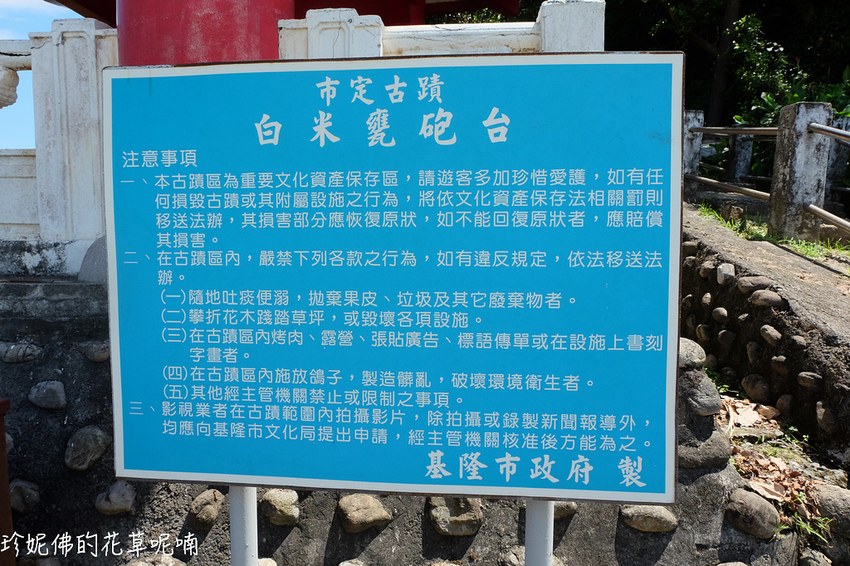 市定古蹟
白米甕砲台
注意事項
一、本古蹟區為重要文化資產保存區，請遊客多加珍惜愛護，如有任
何損毀古蹟或其附屬設施之行為，將依文化資產保存法相關罰則
移送法辦，其損害部分應恢復原狀，如不能回復原狀者，應賠償
其損害。
二、在古蹟區內，嚴禁下列各款之行為，如有違反規定，依法移送法
辦。
(一)隨地吐痰便溺，拋棄果皮、垃圾及其它廢棄物者。
(二)攀折花木踐踏草坪，或毀壞各項設施。
(三)在古蹟區內烤肉、露營、張貼廣告、標語傳單或在設施上書刻
字畫者。
(四)在古蹟區內施放鴿子，製造髒亂，破壞環境衛生者。
(五)其他經主管機關禁止或限制之事項。
三、影視業者在古蹟範圍內拍攝影片，除拍攝或錄製新聞報導外，
均應向基隆市文化局提出申請，經主管機關核准後方能為之。
基隆市政府 製
珍妮佛的花草呢喃